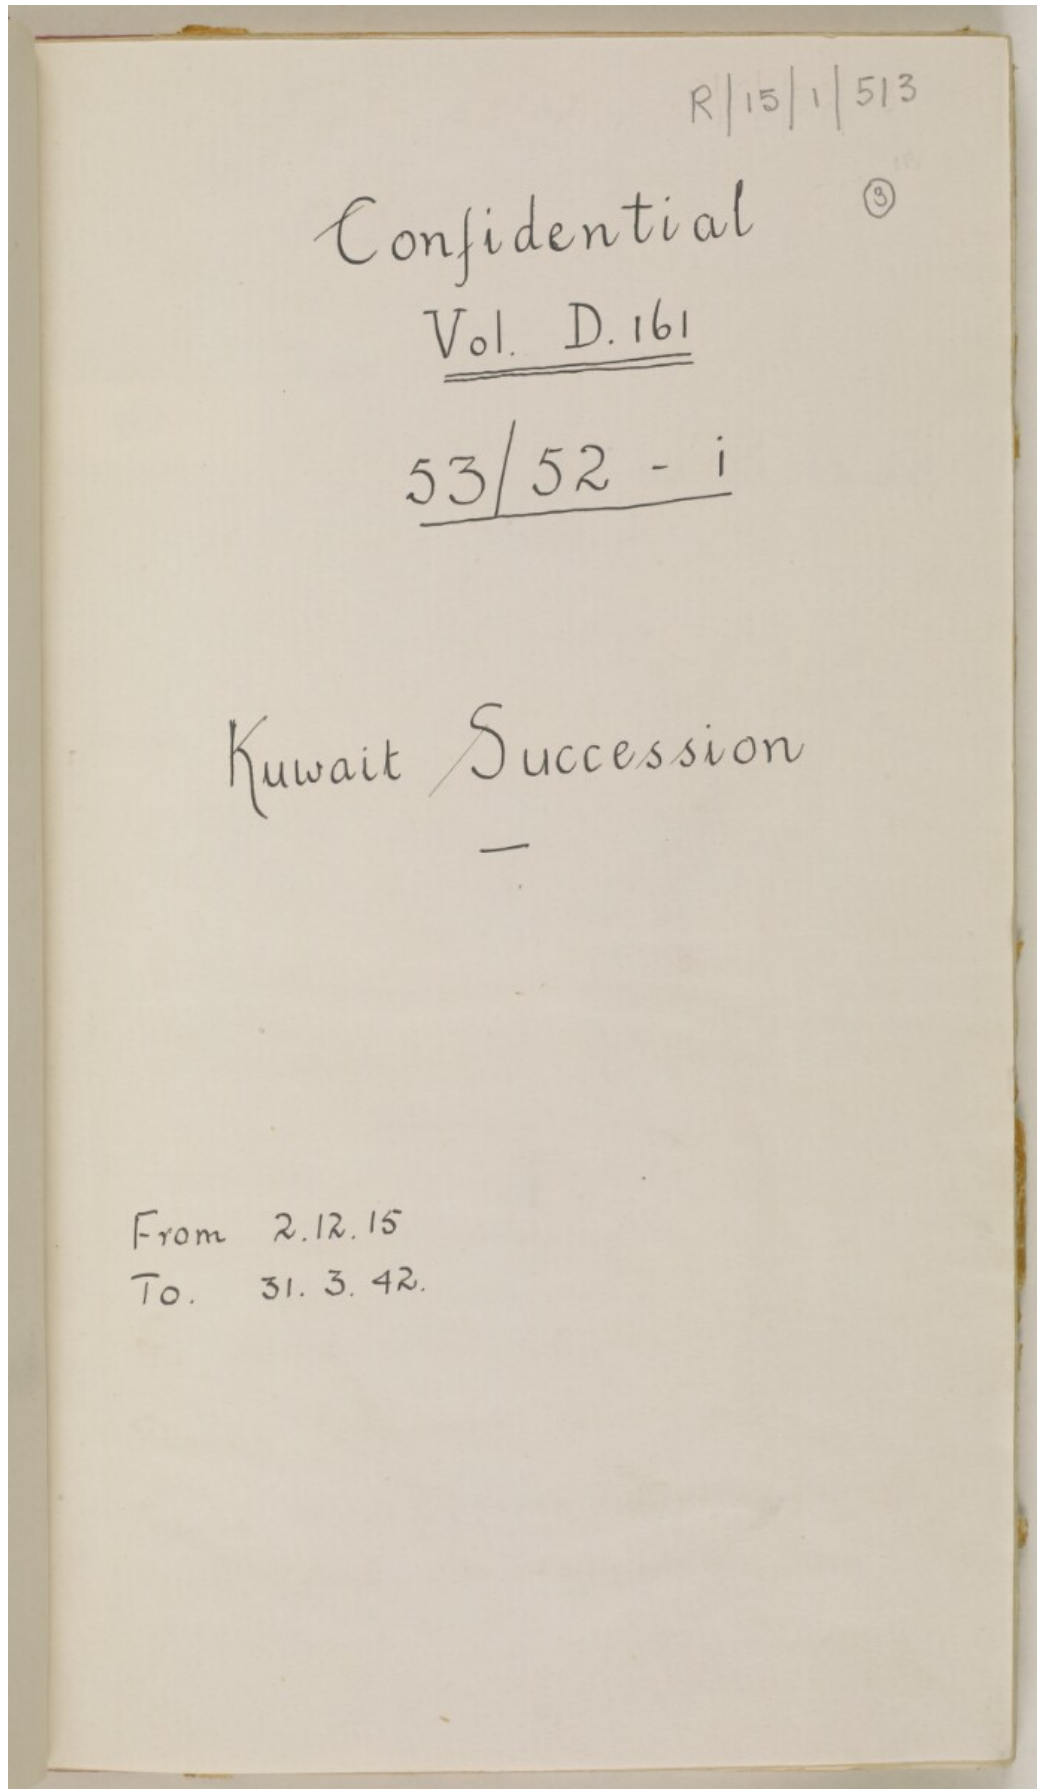 R/15/1/513
3
Confidential
Vol. D. 161
53/52 - i
Kuwait Succession
From 2.12.15
To. 31. 3. 42.